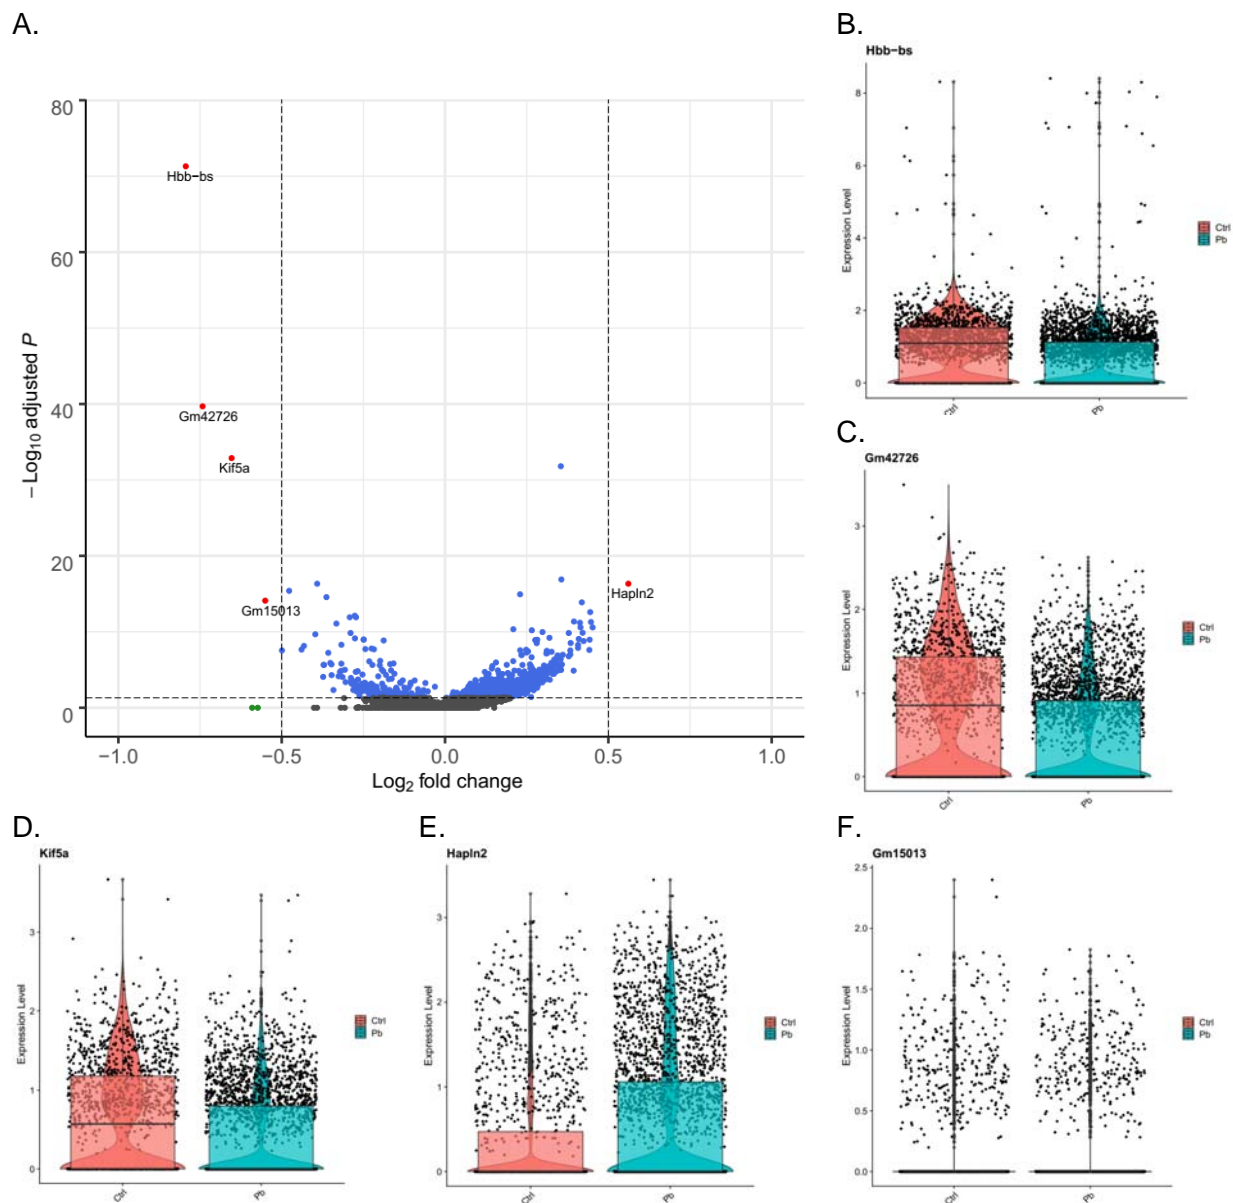 A.
80
60
40
20
0
− Log10 adjusted P
Hbb−bs
Gm42726
Kif5a
Gm15013
Hapln2
−1.0
−0.5
0.0
0.5
1.0
Log2 fold change
B.
Hbb−bs
8
6
4
2
0
Expression Level
Ctrl
Pb
Ctrl
Pb
C.
Gm42726
3
2
1
0
Expression Level
Ctrl
Pb
Ctrl
Pb
D.
Kif5a
3
2
1
0
Expression Level
Ctrl
Pb
Ctrl
Pb
E.
Hapln2
3
2
1
0
Expression Level
Ctrl
Pb
Ctrl
Pb
F.
Gm15013
2.5
2.0
1.5
1.0
0.5
0.0
Expression Level
Ctrl
Pb
Ctrl
Pb